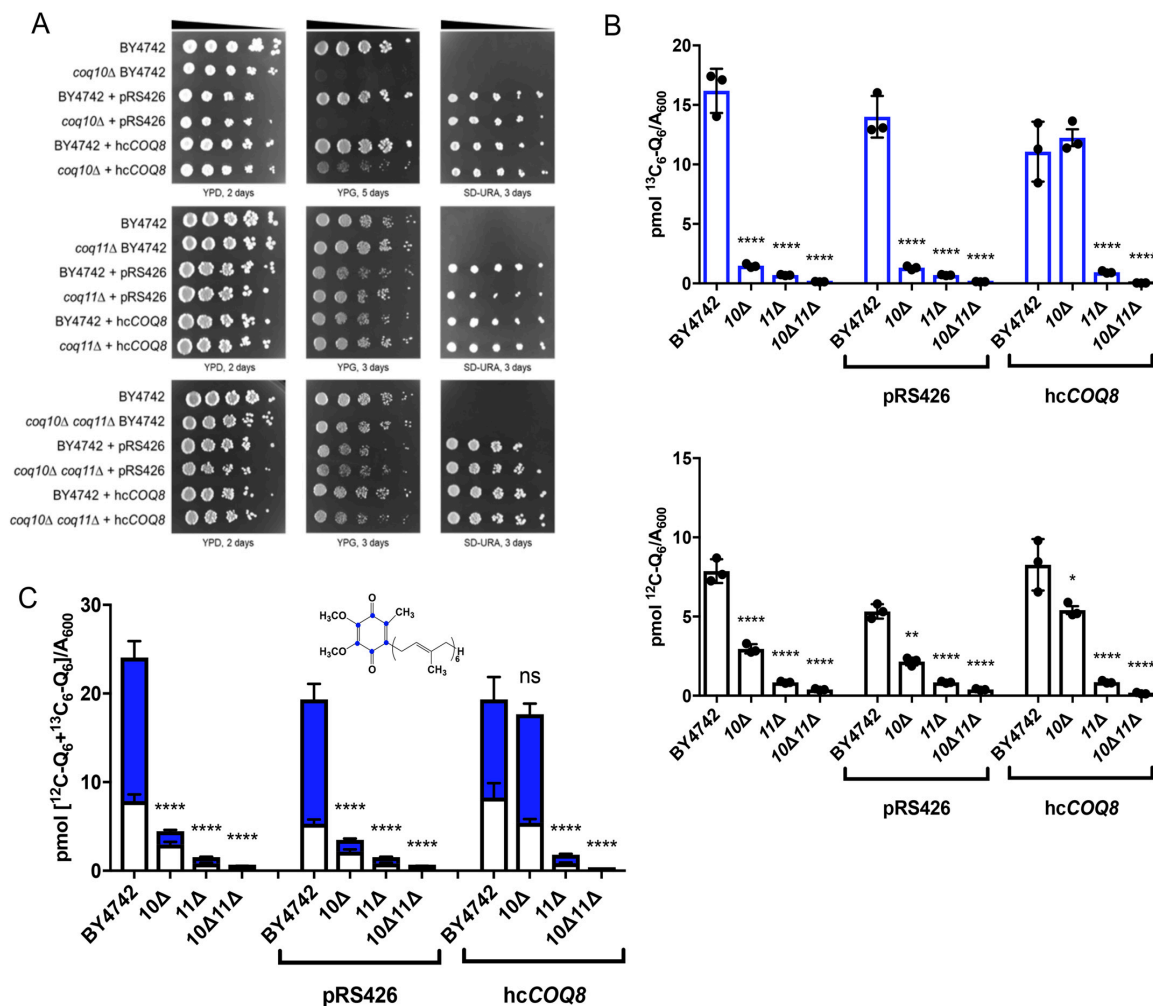 A
BY4742
coq10Δ BY4742
BY4742 + pRS426
coq10Δ + pRS426
BY4742 + hcCOQ8
coq10Δ + hcCOQ8
YPD, 2 days
YPG, 5 days
SD-URA, 3 days
BY4742
coq11Δ BY4742
BY4742 + pRS426
coq11Δ + pRS426
BY4742 + hcCOQ8
coq11Δ + hcCOQ8
YPD, 2 days
YPG, 3 days
SD-URA, 3 days
BY4742
coq10Δ coq11Δ BY4742
BY4742 + pRS426
coq10Δ coq11Δ + pRS426
BY4742 + hcCOQ8
coq10Δ coq11Δ + hcCOQ8
YPD, 2 days
YPG, 3 days
SD-URA, 3 days
B
pmol ¹³C₆-Q₆/A₆₀₀
20
15
10
5
0
**** **** ****
**** **** ****
**** ****
BY4742 10Δ 11Δ 10Δ11Δ
BY4742 10Δ 11Δ 10Δ11Δ
BY4742 10Δ 11Δ 10Δ11Δ
pRS426
hcCOQ8
pmol ¹²C-Q₆/A₆₀₀
15
10
5
0
**** **** ****
** **** ****
* **** ****
BY4742 10Δ 11Δ 10Δ11Δ
BY4742 10Δ 11Δ 10Δ11Δ
BY4742 10Δ 11Δ 10Δ11Δ
pRS426
hcCOQ8
C
pmol [¹²C-Q₆+¹³C₆-Q₆]/A₆₀₀
30
20
10
0
O
H₃CO
CH₃
H₃CO
O
CH₃
6
H
**** **** ****
**** **** ****
ns **** ****
BY4742 10Δ 11Δ 10Δ11Δ
BY4742 10Δ 11Δ 10Δ11Δ
BY4742 10Δ 11Δ 10Δ11Δ
pRS426
hcCOQ8